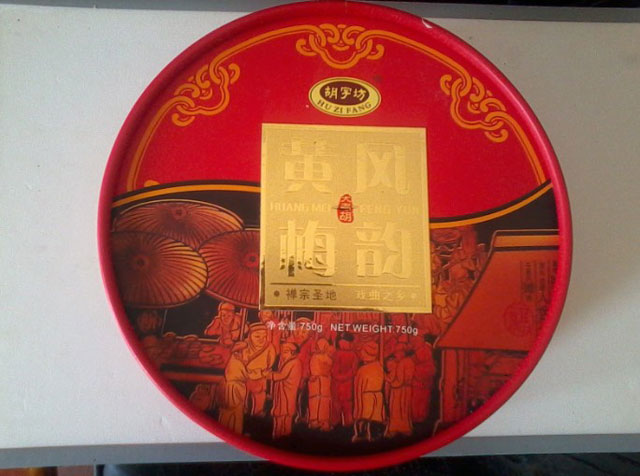 胡字坊
HU ZI FANG
黄 风
HUANG MEI FENG YUN
梅 韵
禅宗圣地 戏曲之乡
净含量:750g NET WEIGHT:750g